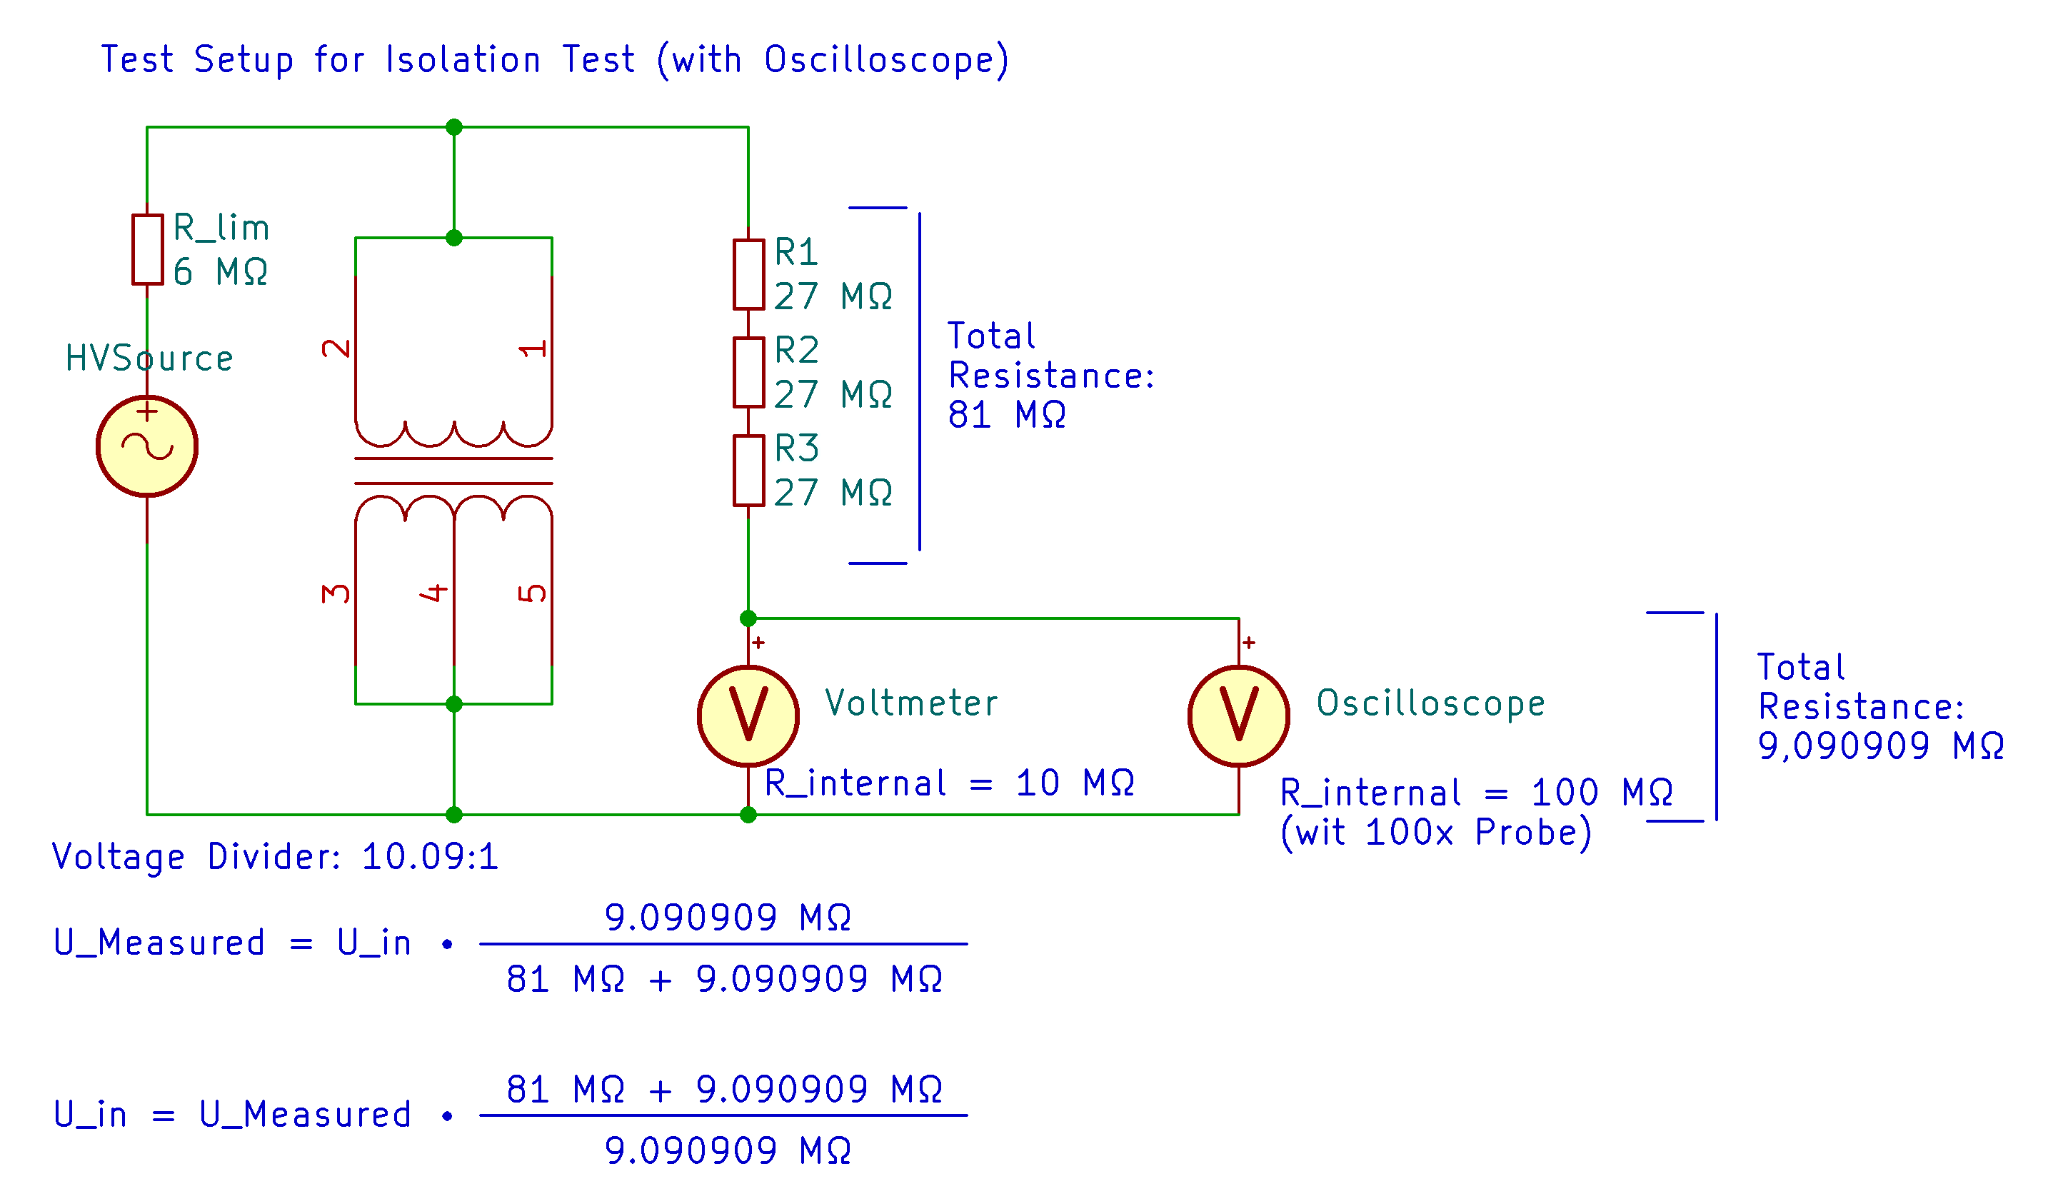 Test Setup for Isolation Test (with Oscilloscope)
R_lim
6 MΩ
HVSource
2
1
3
4
5
R1
27 MΩ
R2
27 MΩ
R3
27 MΩ
Total
Resistance:
81 MΩ
+
Voltmeter
R_internal = 10 MΩ
+
Oscilloscope
R_internal = 100 MΩ
(wit 100x Probe)
Total
Resistance:
9,090909 MΩ
Voltage Divider: 10.09:1
9.090909 MΩ
U_Measured = U_in •
81 MΩ + 9.090909 MΩ
81 MΩ + 9.090909 MΩ
U_in = U_Measured •
9.090909 MΩ